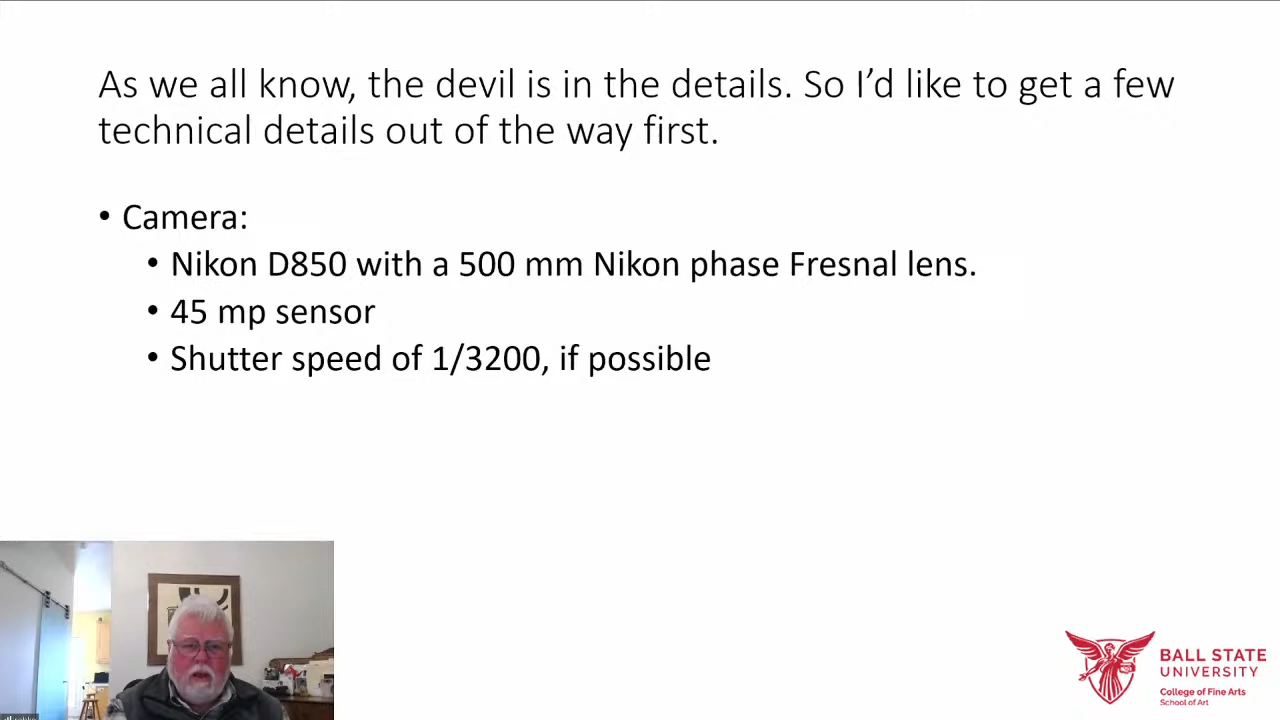 As we all know, the devil is in the details. So I’d like to get a few
technical details out of the way first.
• Camera:
• Nikon D850 with a 500 mm Nikon phase Fresnal lens.
• 45 mp sensor
• Shutter speed of 1/3200, if possible
BALL STATE
UNIVERSITY
College of Fine Arts
School of Art